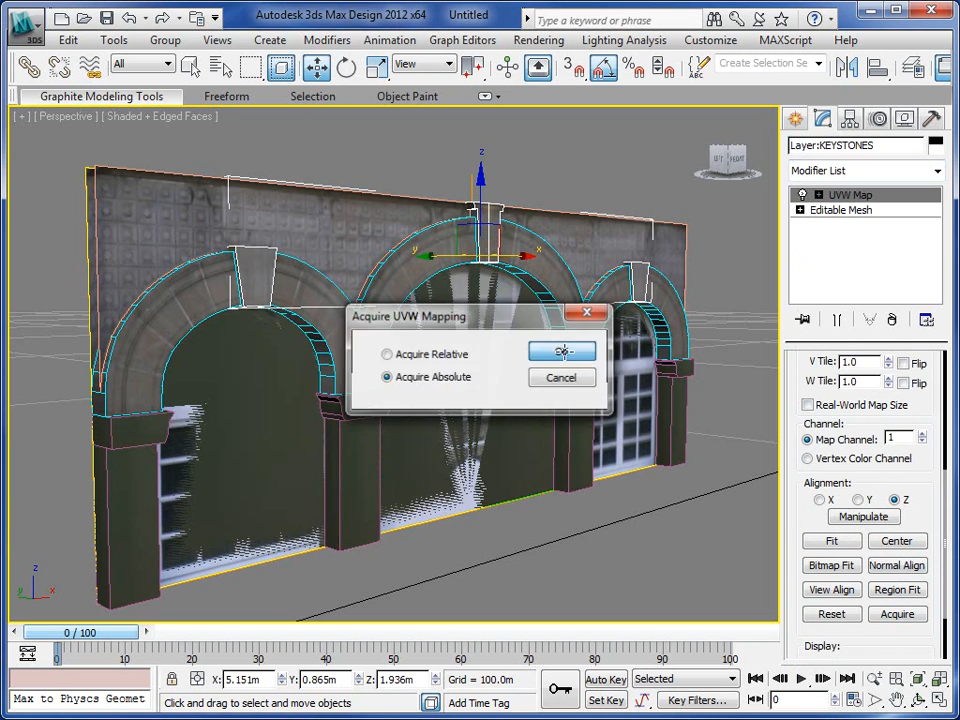 Autodesk 3ds Max Design 2012 x64 Untitled
Type a keyword or phrase
3DS
Edit Tools Group Views Create Modifiers Animation Graph Editors Rendering Lighting Analysis Customize MAXScript Help
All View 3 Create Selection Se
Graphite Modeling Tools Freeform Selection Object Paint
[ + ] [ Perspective ] [ Shaded + Edged Faces ]
z
y x
FRONT
Layer:KEYSTONES
Modifier List
UVW Map
Editable Mesh
Acquire UVW Mapping
Acquire Relative
Acquire Absolute
Cancel
V Tile: 1.0 Flip
W Tile: 1.0 Flip
Real-World Map Size
Channel:
Map Channel: 1
Vertex Color Channel
Alignment:
X Y Z
Manipulate
Fit Center
Bitmap Fit Normal Align
View Align Region Fit
Reset Acquire
Display:
z
y x
0 / 100
0 10 20 30 40 50 60 70 80 90 100
X: 5.151m Y: 0.865m Z: 1.936m Grid = 100.0m
Auto Key Selected
Max to Physcs Geomet
Click and drag to select and move objects
Add Time Tag
Set Key Key Filters... 0